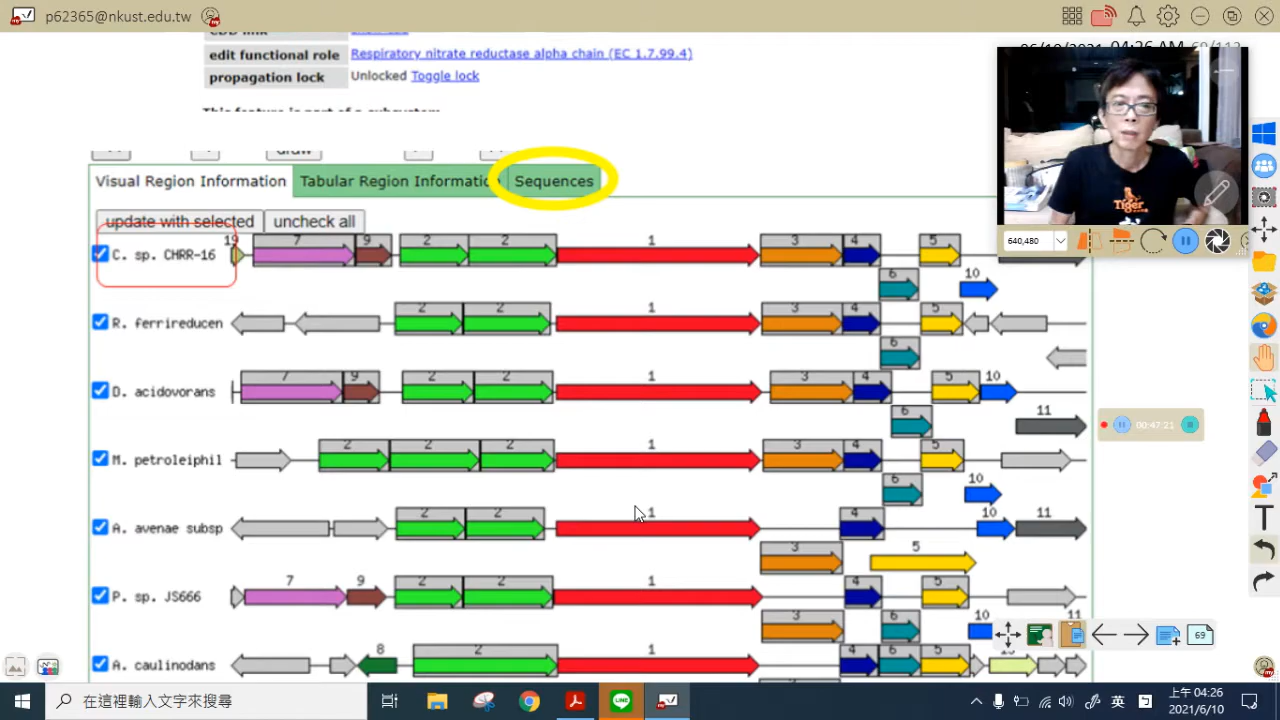 p62365@nkust.edu.tw
edit functional role Respiratory nitrate reductase alpha chain (EC 1.7.99.4)
propagation lock Unlocked Toggle lock
Visual Region Information Tabular Region Information Sequences
update with selected uncheck all
19 7 9 2 2 1 3 4 5
C. sp. CHRR-16
6 10
2 2 1 3 4 5
R. ferrireducen
6
7 9 2 2 1 3 4 5 10
D. acidovorans
6 11
2 2 2 1 3 4 5
M. petroleiphil
6 10
2 2 1 4 10 11
A. avenae subsp
3 5
7 9 2 2 1 4 5
P. sp. JS666
3 6 10 11
8 2 1 4 6 5
A. caulinodans
Tiger
640,480
00:47:21
69
在這裡輸入文字來搜尋
LINE
英
上午 04:26
2021/6/10